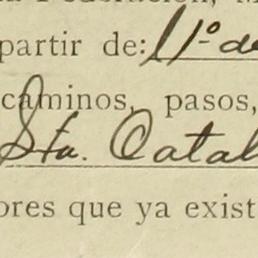 partir de: 11º de
caminos, pasos,
Sta. Catal
ores que ya exist